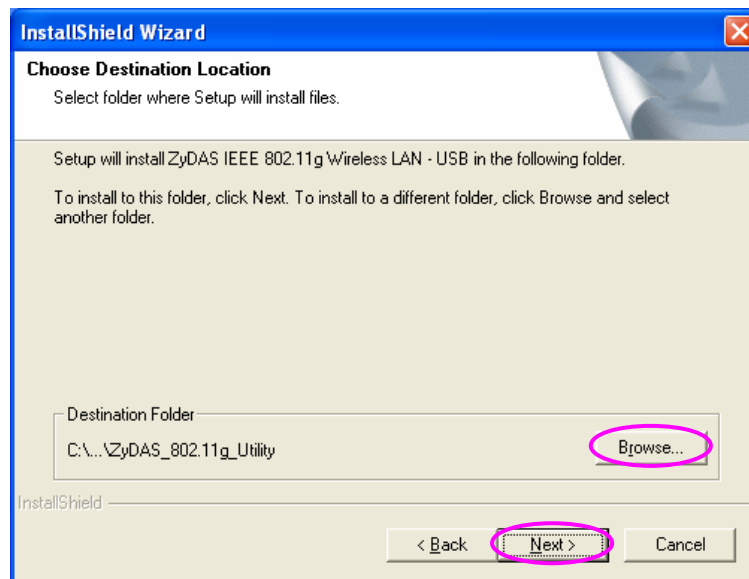 InstallShield Wizard
Choose Destination Location
Select folder where Setup will install files.
Setup will install ZyDAS IEEE 802.11g Wireless LAN - USB in the following folder.
To install to this folder, click Next. To install to a different folder, click Browse and select
another folder.
Destination Folder
C:\...\ZyDAS_802.11g_Utility
Browse...
InstallShield
< Back
Next >
Cancel